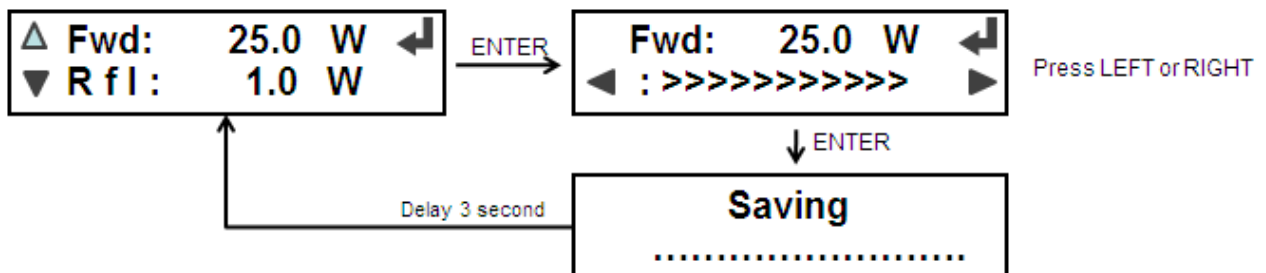 Fwd: 25.0 W
Rfl: 1.0 W
ENTER
Fwd: 25.0 W
: >>>>>>>>>>>
Press LEFT or RIGHT
ENTER
Saving
..........................
Delay 3 second